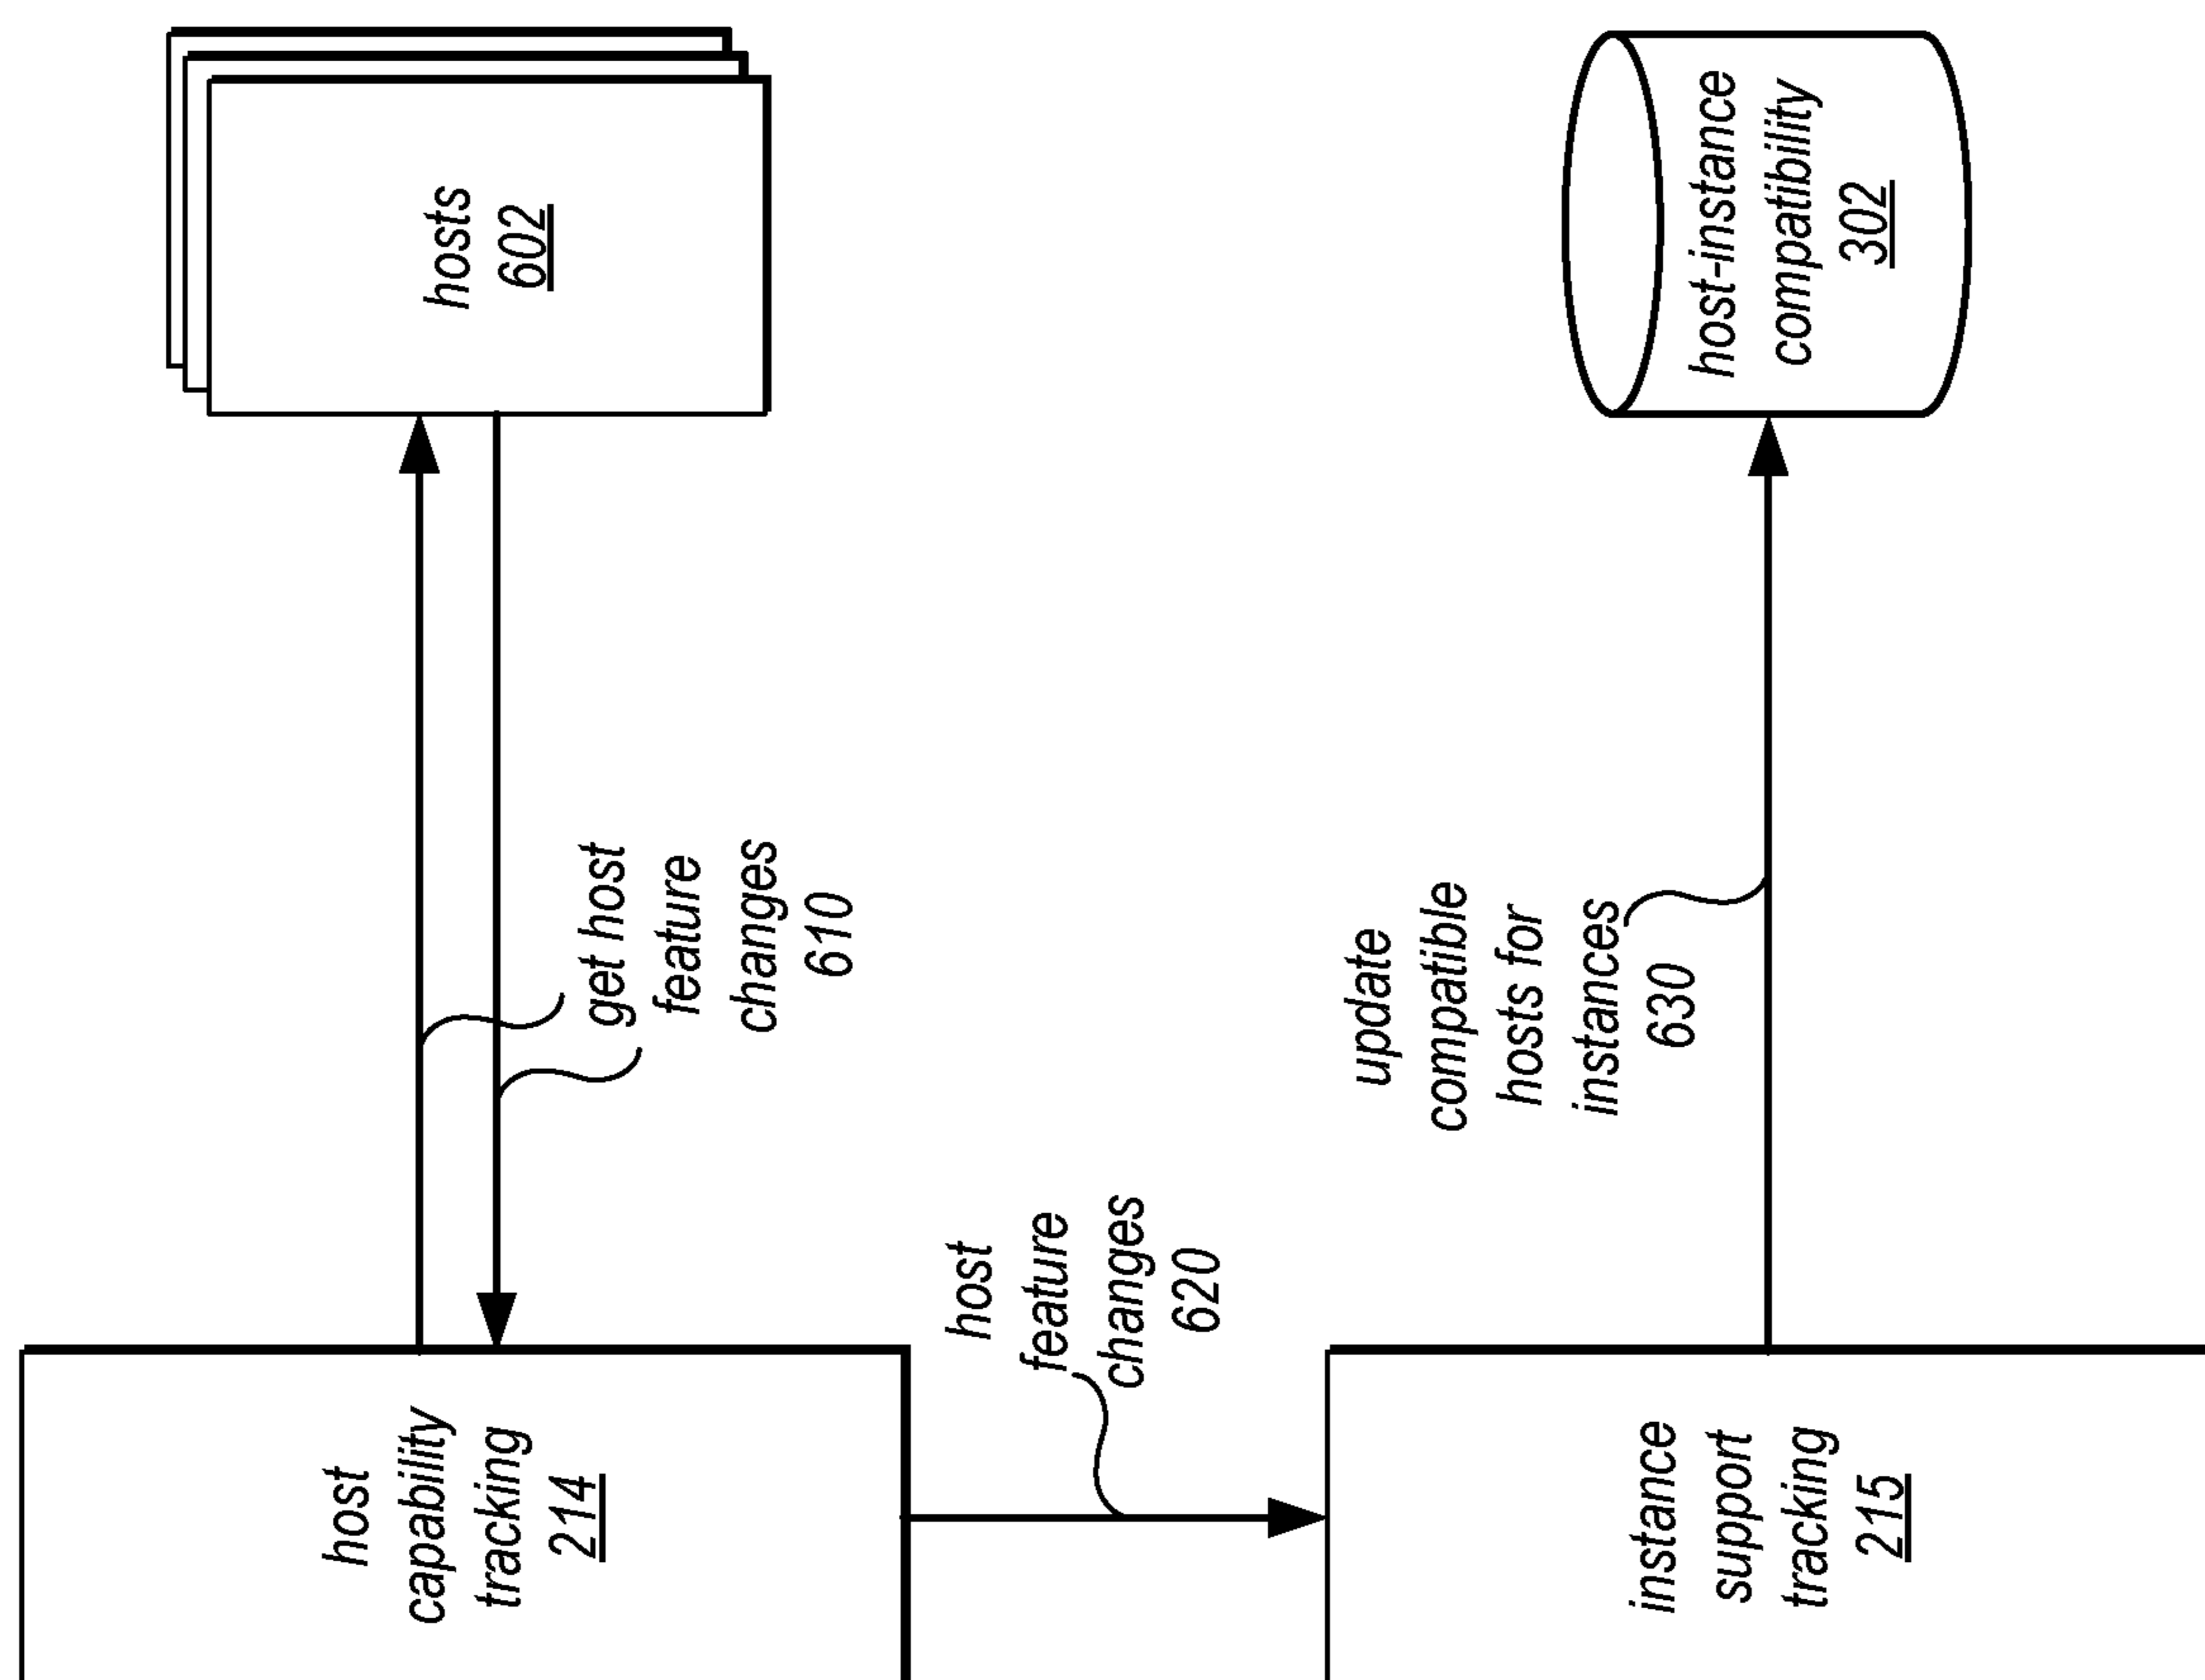 host
capability
tracking
214
get host
feature
changes
610
hosts
602
host
feature
changes
620
instance
support
tracking
215
update
compatible
hosts for
instances
630
host-instance
compatibility
302